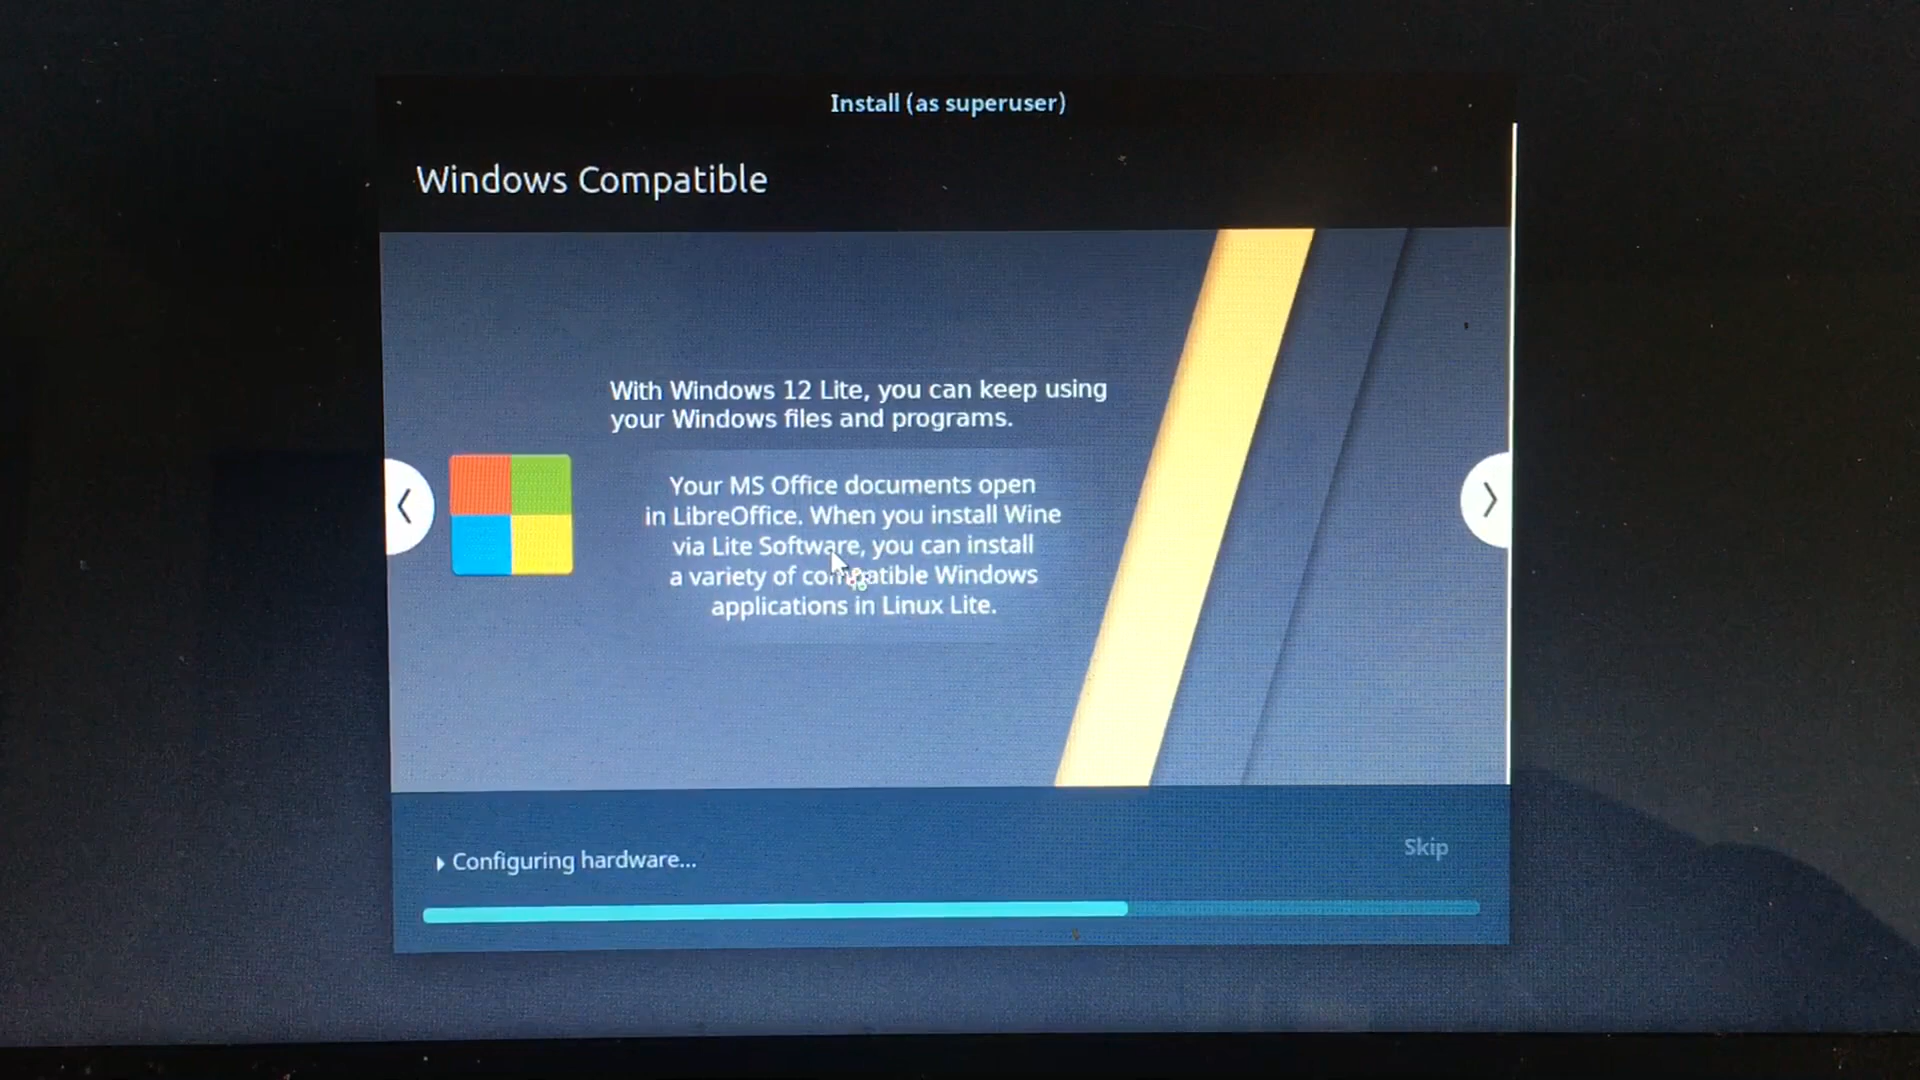 Install (as superuser)
Windows Compatible
With Windows 12 Lite, you can keep using
your Windows files and programs.
Your MS Office documents open
in LibreOffice. When you install Wine
via Lite Software, you can install
a variety of compatible Windows
applications in Linux Lite.
Configuring hardware...
Skip